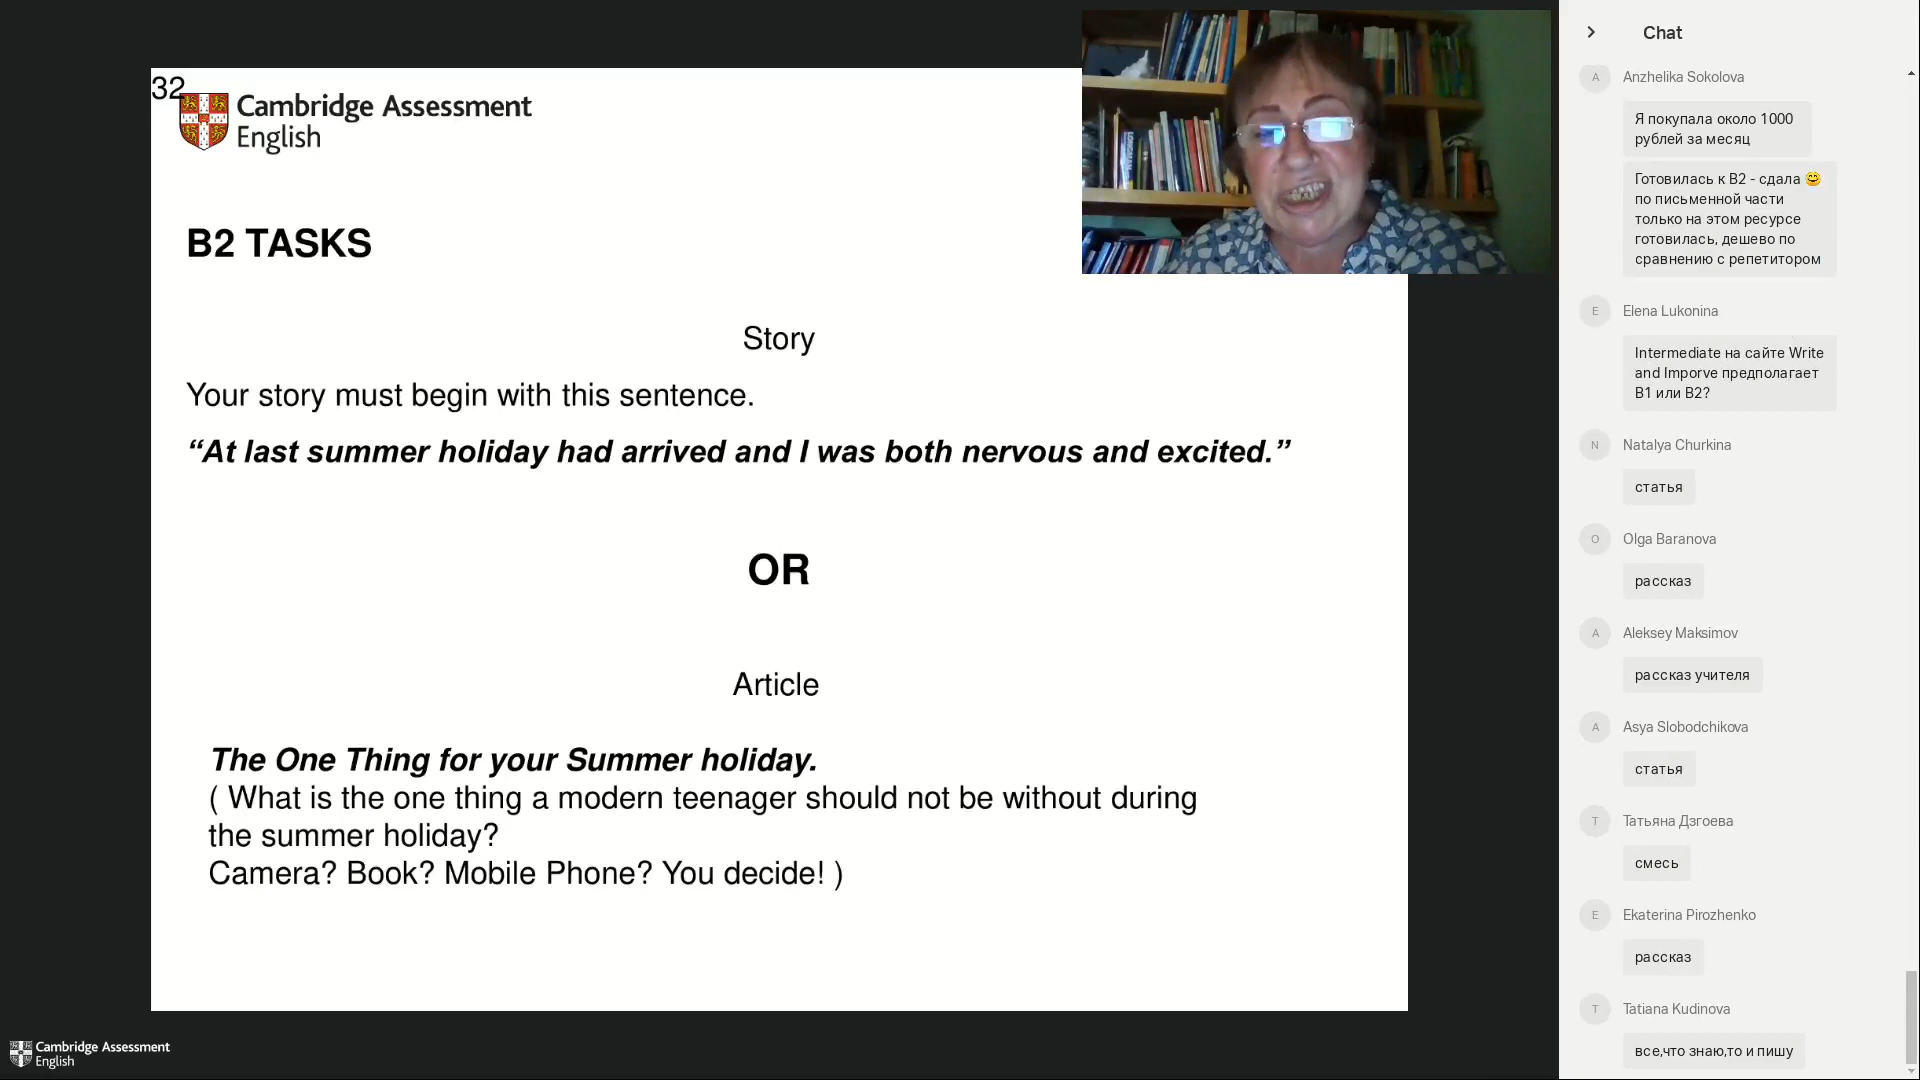 32
Cambridge Assessment
English
B2 TASKS
Story
Your story must begin with this sentence.
“At last summer holiday had arrived and I was both nervous and excited.”
OR
Article
The One Thing for your Summer holiday.
( What is the one thing a modern teenager should not be without during
the summer holiday?
Camera? Book? Mobile Phone? You decide! )
Cambridge Assessment
English
Chat
A
Anzhelika Sokolova
Я покупала около 1000
рублей за месяц
Готовилась к B2 - сдала 😊
по письменной части
только на этом ресурсе
готовилась, дешево по
сравнению с репетитором
E
Elena Lukonina
Intermediate на сайте Write
and Imporve предполагает
B1 или B2?
N
Natalya Churkina
статья
O
Olga Baranova
рассказ
A
Aleksey Maksimov
рассказ учителя
A
Asya Slobodchikova
статья
Т
Татьяна Дзгоева
смесь
E
Ekaterina Pirozhenko
рассказ
T
Tatiana Kudinova
все,что знаю,то и пишу